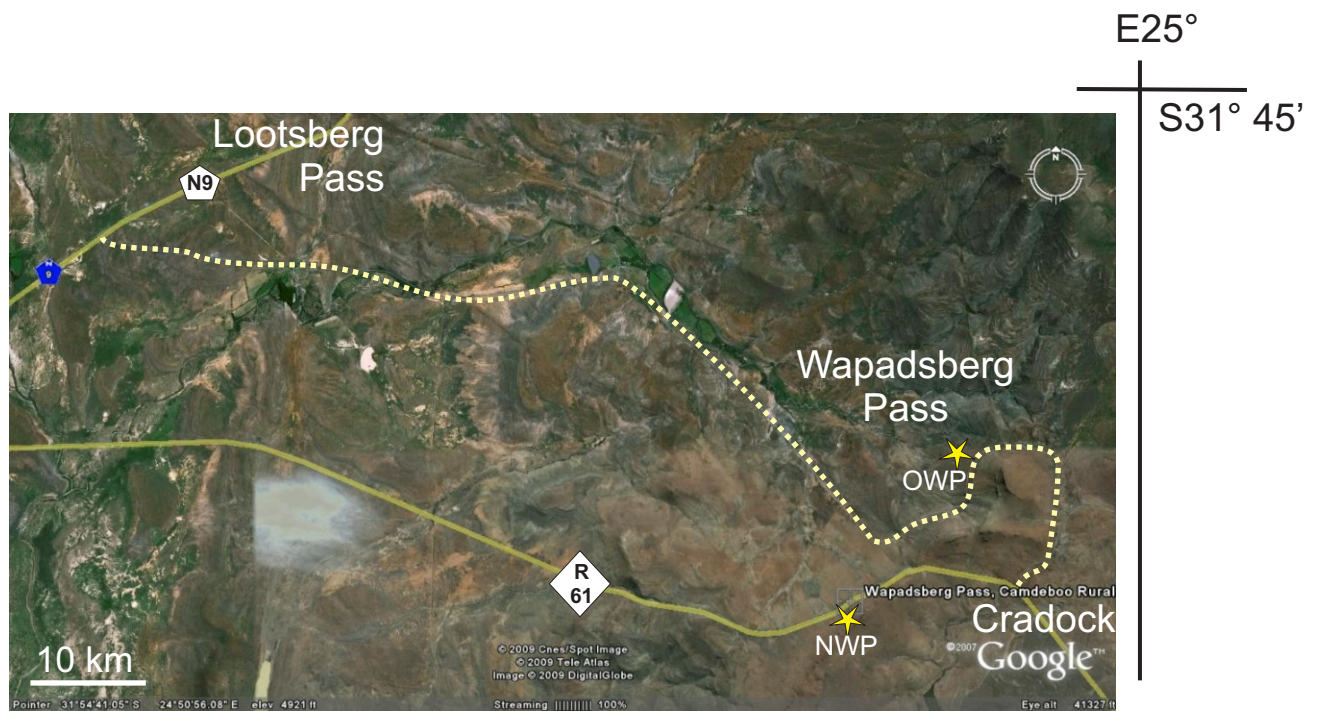 E25°
S31° 45’
Lootsberg
Pass
N
N9
N
9
Wapadsberg
Pass
OWP
R
61
Wapadsberg Pass, Camdeboo Rural
NWP
Cradock
10 km
© 2009 Cnes/Spot Image
© 2009 Tele Atlas
Image © 2009 DigitalGlobe
©2007 Google™
Pointer 31°54'41.05" S 24°50'56.08" E elev 4921 ft
Streaming |||||||||| 100%
Eye alt 41327 ft